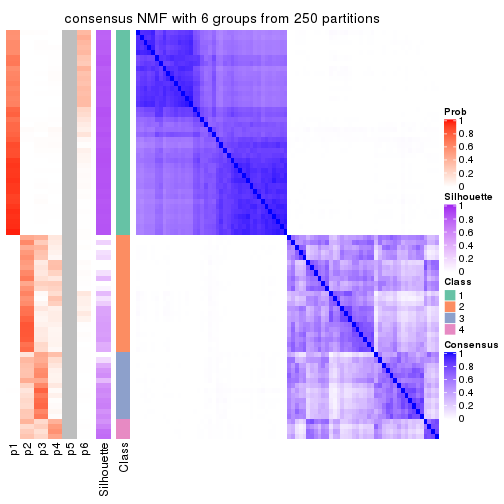 consensus NMF with 6 groups from 250 partitions
Prob
1
0.8
0.6
0.4
0.2
0
Silhouette
1
0.8
0.6
0.4
0.2
0
Class
1
2
3
4
Consensus
1
0.8
0.6
0.4
0.2
0
p1
p2
p3
p4
p5
p6
Silhouette
Class